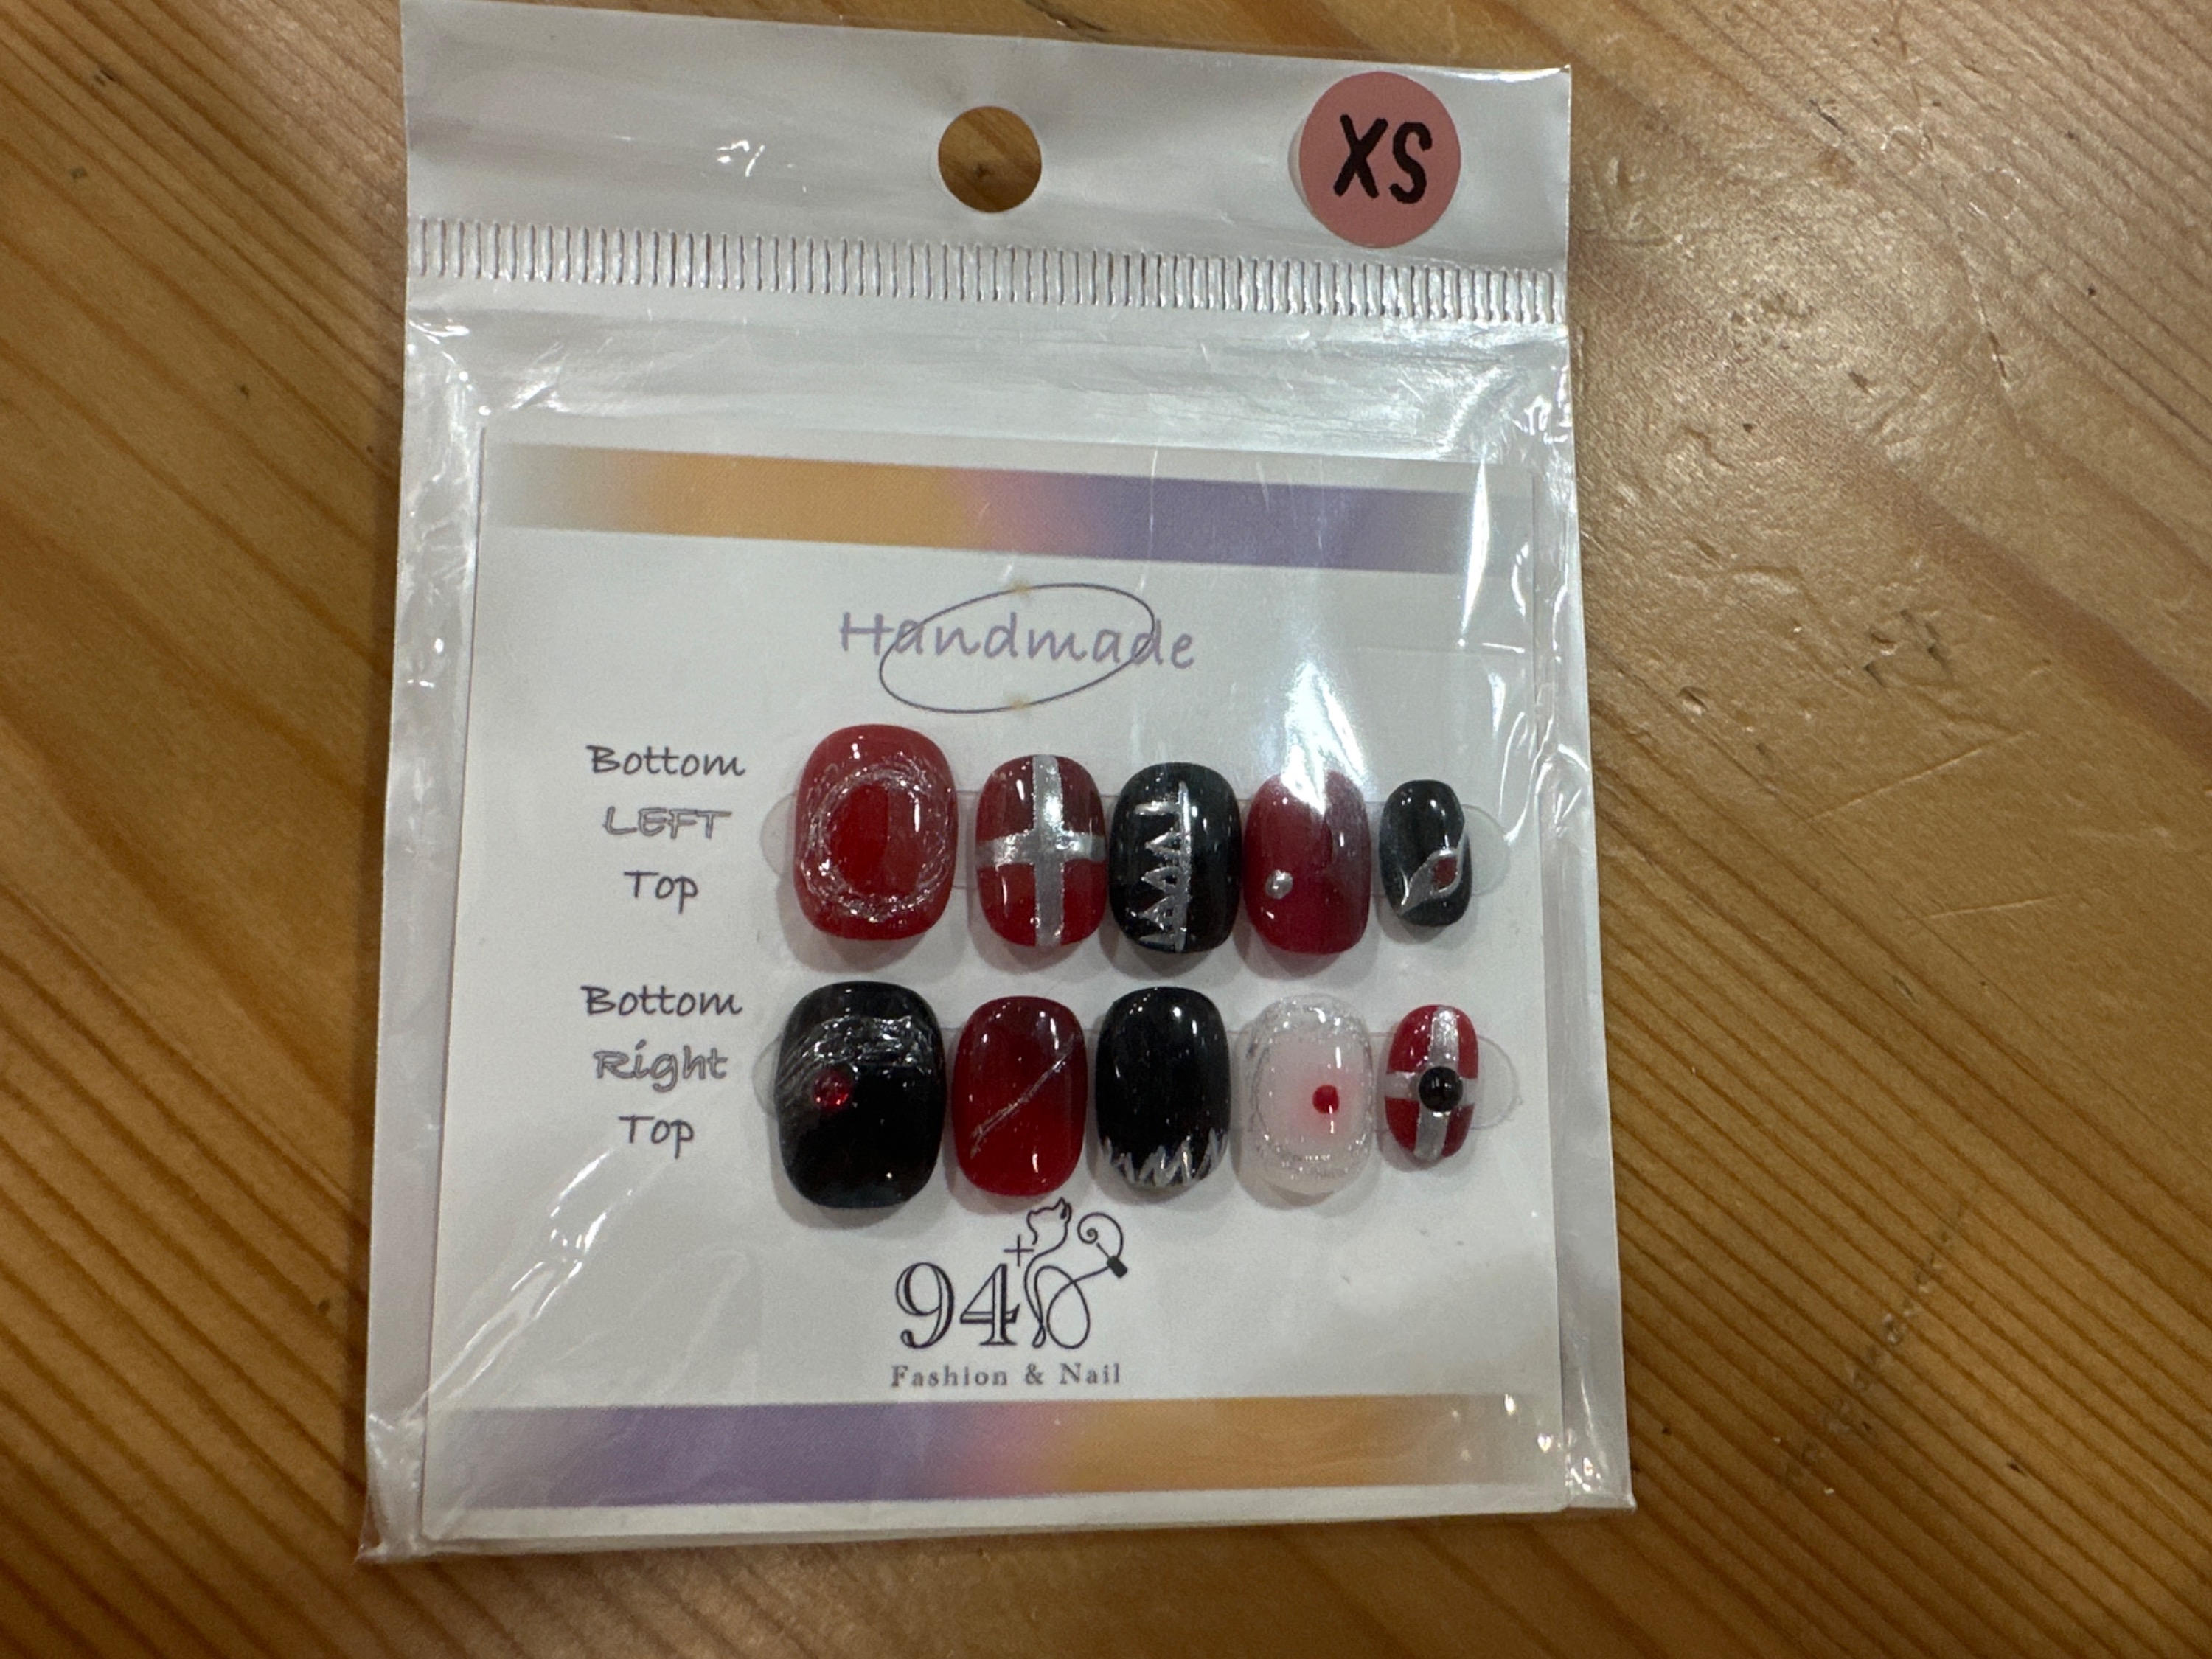 XS
Handmade
Bottom
LEFT
Top
Bottom
Right
Top
94+
Fashion & Nail